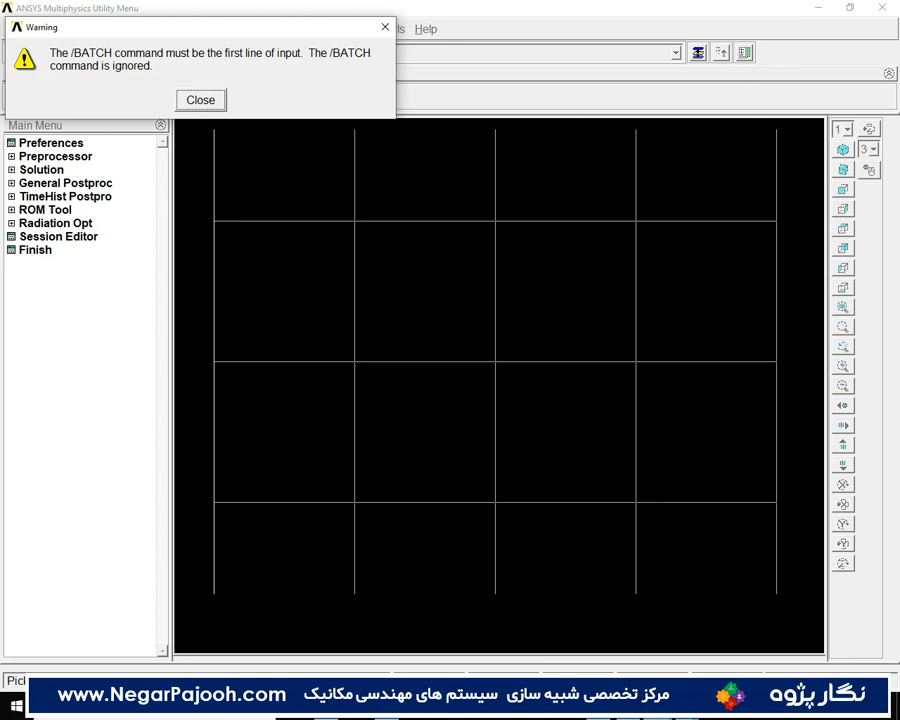 ANSYS Multiphysics Utility Menu
Warning
The /BATCH command must be the first line of input. The /BATCH
command is ignored.
Close
Help
Main Menu
Preferences
Preprocessor
Solution
General Postproc
TimeHist Postpro
ROM Tool
Radiation Opt
Session Editor
Finish
1
3
www.NegarPajooh.com
مرکز تخصصی شبیه سازی سیستم های مهندسی مکانیک
نگار پژوه